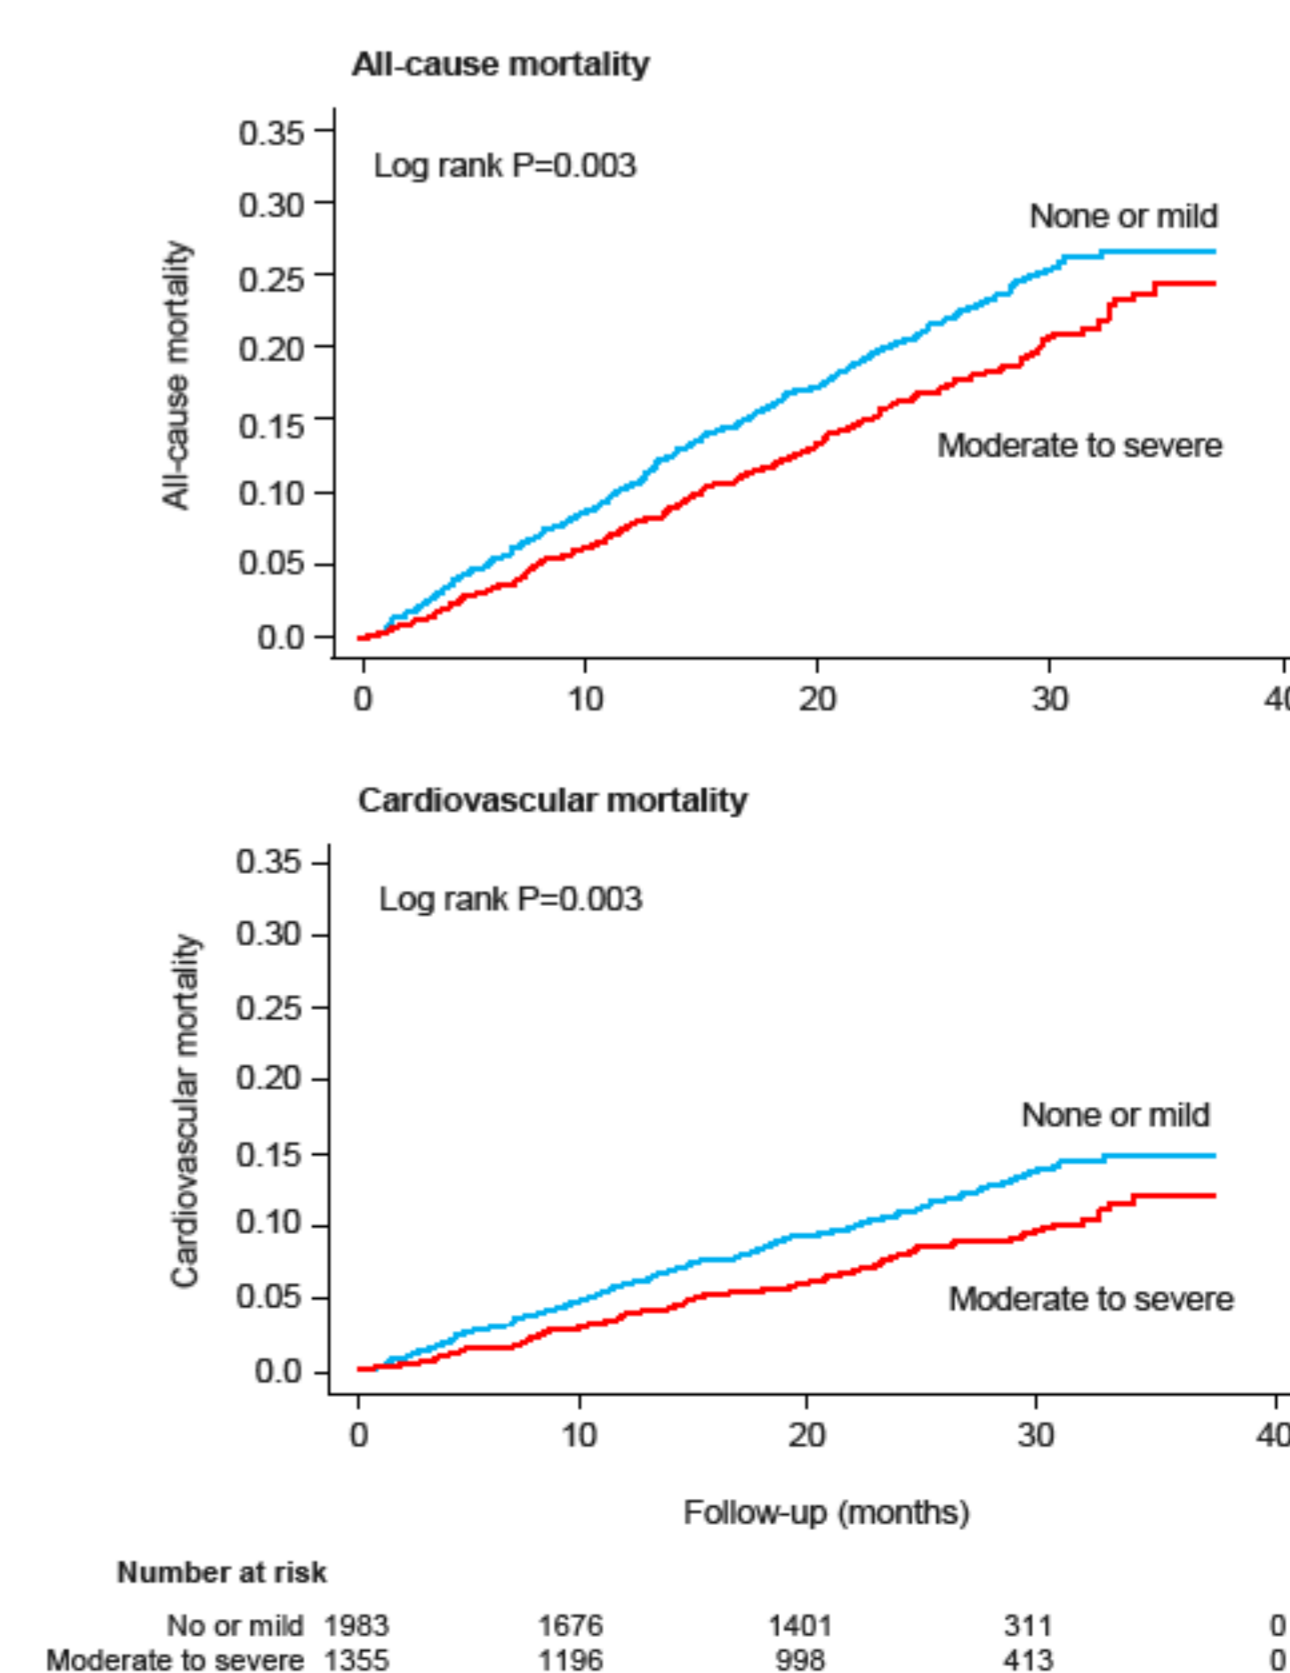 All-cause mortality
0.35
Log rank P=0.003
0.30
None or mild
0.25
0.20
0.15
Moderate to severe
0.10
0.05
0.0
All-cause mortality
0 10 20 30 40
Cardiovascular mortality
0.35
Log rank P=0.003
0.30
0.25
0.20
None or mild
0.15
0.10
0.05
Moderate to severe
0.0
Cardiovascular mortality
0 10 20 30 40
Follow-up (months)
Number at risk
No or mild 1983 1676 1401 311 0
Moderate to severe 1355 1196 998 413 0